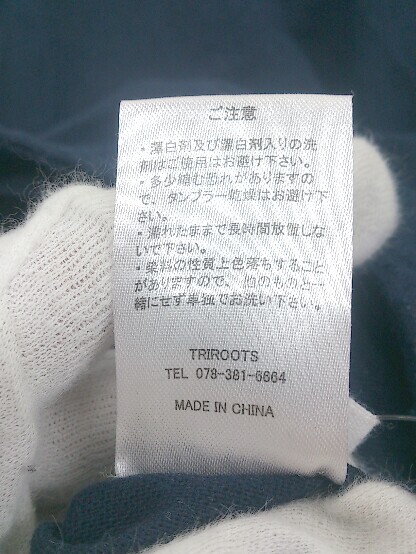 ご注意
・漂白剤及び漂白剤入りの洗
剤はご使用はお避け下さい。
・多少縮む恐れがありますの
で、タンブラー乾燥はお避け下
さい。
・濡れたままで長時間放置しな
いで下さい。
・染料の性質上色落ちすること
がありますので、他のものと一
緒にせず単独でお洗い下さい。
TRIROOTS
TEL 078-381-6664
MADE IN CHINA